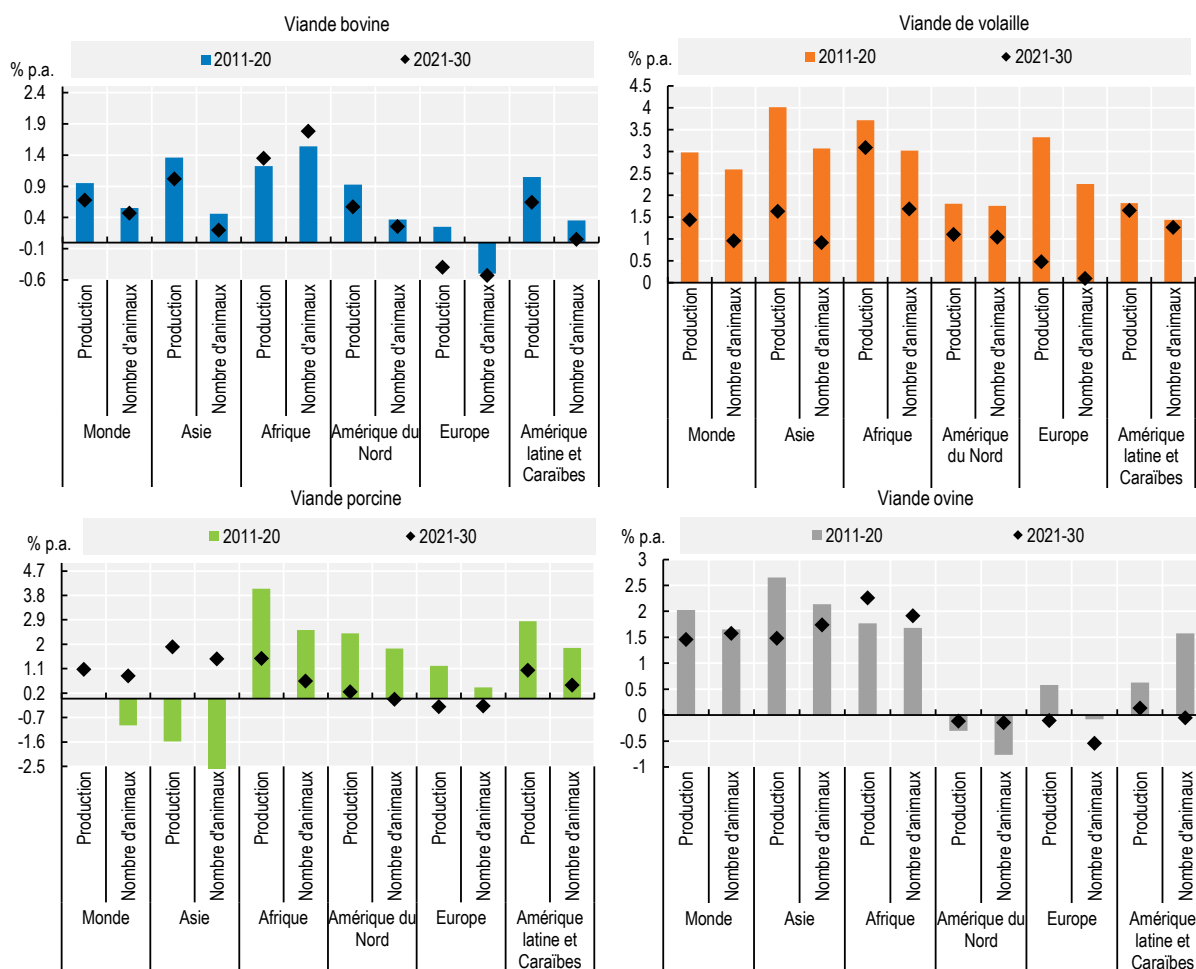 Viande bovine
2011-20
2021-30
% p.a.
2.4
1.9
1.4
0.9
0.4
-0.1
-0.6
Production
Nombre d'animaux
Production
Nombre d'animaux
Production
Nombre d'animaux
Production
Nombre d'animaux
Production
Nombre d'animaux
Production
Nombre d'animaux
Monde
Asie
Afrique
Amérique du
Nord
Europe
Amérique
latine et
Caraïbes
Viande de volaille
2011-20
2021-30
% p.a.
4.5
4
3.5
3
2.5
2
1.5
1
0.5
0
Production
Nombre d'animaux
Production
Nombre d'animaux
Production
Nombre d'animaux
Production
Nombre d'animaux
Production
Nombre d'animaux
Production
Nombre d'animaux
Monde
Asie
Afrique
Amérique
du Nord
Europe
Amérique
latine et
Caraïbes
Viande porcine
2011-20
2021-30
% p.a.
4.7
3.8
2.9
2
1.1
0.2
-0.7
-1.6
-2.5
Production
Nombre d'animaux
Production
Nombre d'animaux
Production
Nombre d'animaux
Production
Nombre d'animaux
Production
Nombre d'animaux
Production
Nombre d'animaux
Monde
Asie
Afrique
Amérique du
Nord
Europe
Amérique
latine et
Caraïbes
Viande ovine
2011-20
2021-30
% p.a.
3
2.5
2
1.5
1
0.5
0
-0.5
-1
Production
Nombre d'animaux
Production
Nombre d'animaux
Production
Nombre d'animaux
Production
Nombre d'animaux
Production
Nombre d'animaux
Production
Nombre d'animaux
Monde
Asie
Afrique
Amérique du
Nord
Europe
Amérique
latine et
Caraïbes